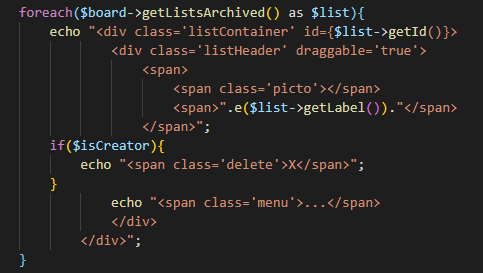 foreach($board->getListsArchived() as $list){
    echo "<div class='listContainer' id={$list->getId()}>
            <div class='listHeader' draggable='true'>
                <span>
                    <span class='picto'></span>
                    <span>".e($list->getLabel())."</span>
                </span>";
    if($isCreator){
        echo "<span class='delete'>X</span>";
    }
            echo "<span class='menu'>...</span>
            </div>
        </div>";
}